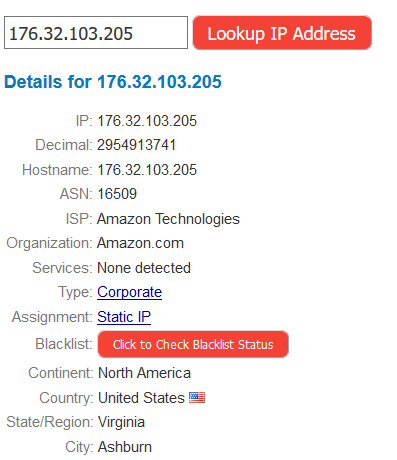 176.32.103.205 Lookup IP Address
Details for 176.32.103.205
IP: 176.32.103.205
Decimal: 2954913741
Hostname: 176.32.103.205
ASN: 16509
ISP: Amazon Technologies
Organization: Amazon.com
Services: None detected
Type: Corporate
Assignment: Static IP
Blacklist: Click to Check Blacklist Status
Continent: North America
Country: United States
State/Region: Virginia
City: Ashburn